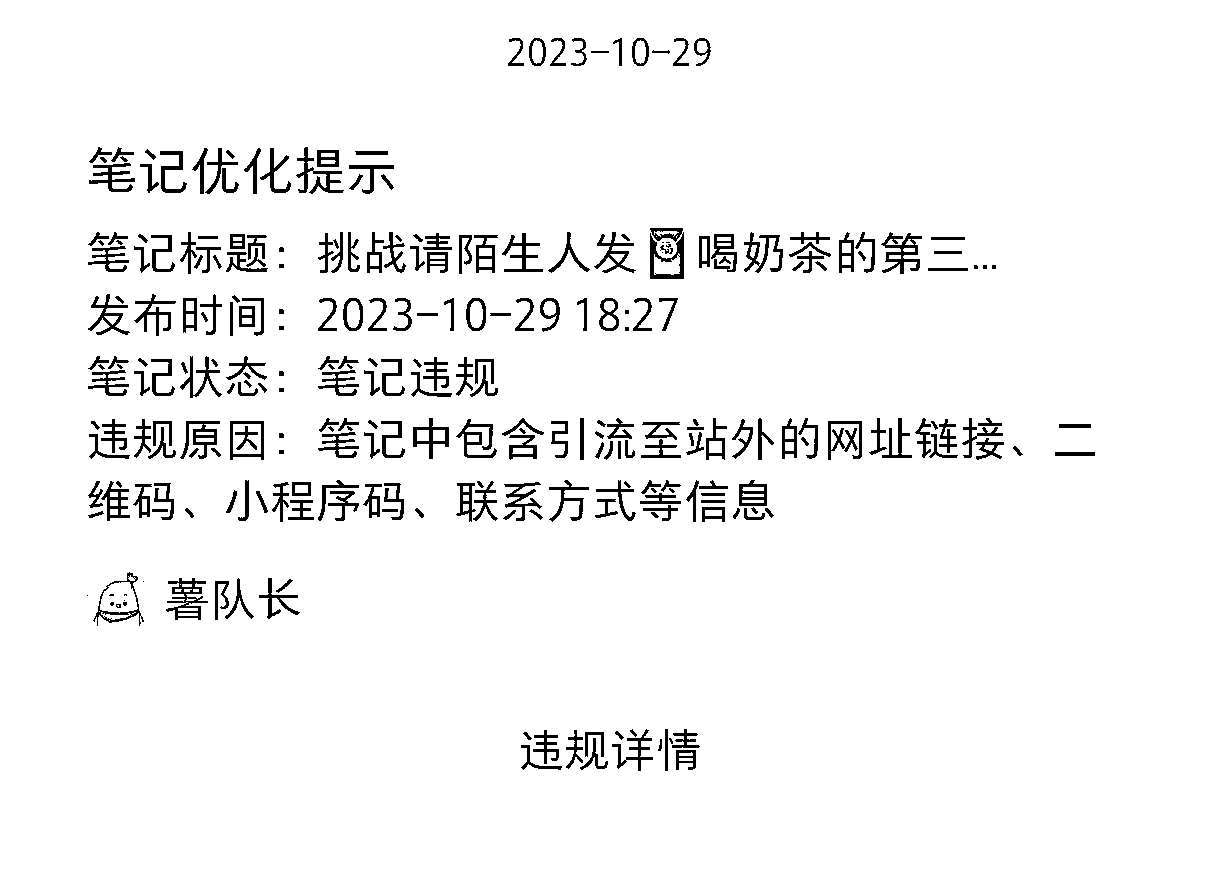 2023-10-29
笔记优化提示
笔记标题：挑战请陌生人发🧧喝奶茶的第三...
发布时间：2023-10-29 18:27
笔记状态：笔记违规
违规原因：笔记中包含引流至站外的网址链接、二
维码、小程序码、联系方式等信息
薯队长
违规详情